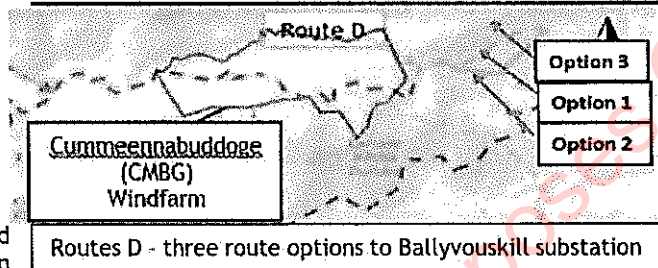 Route D
Option 3
Option 1
Option 2
Cummeennabuddoge
(CMBG)
Windfarm
Routes D - three route options to Ballyvouskill substation